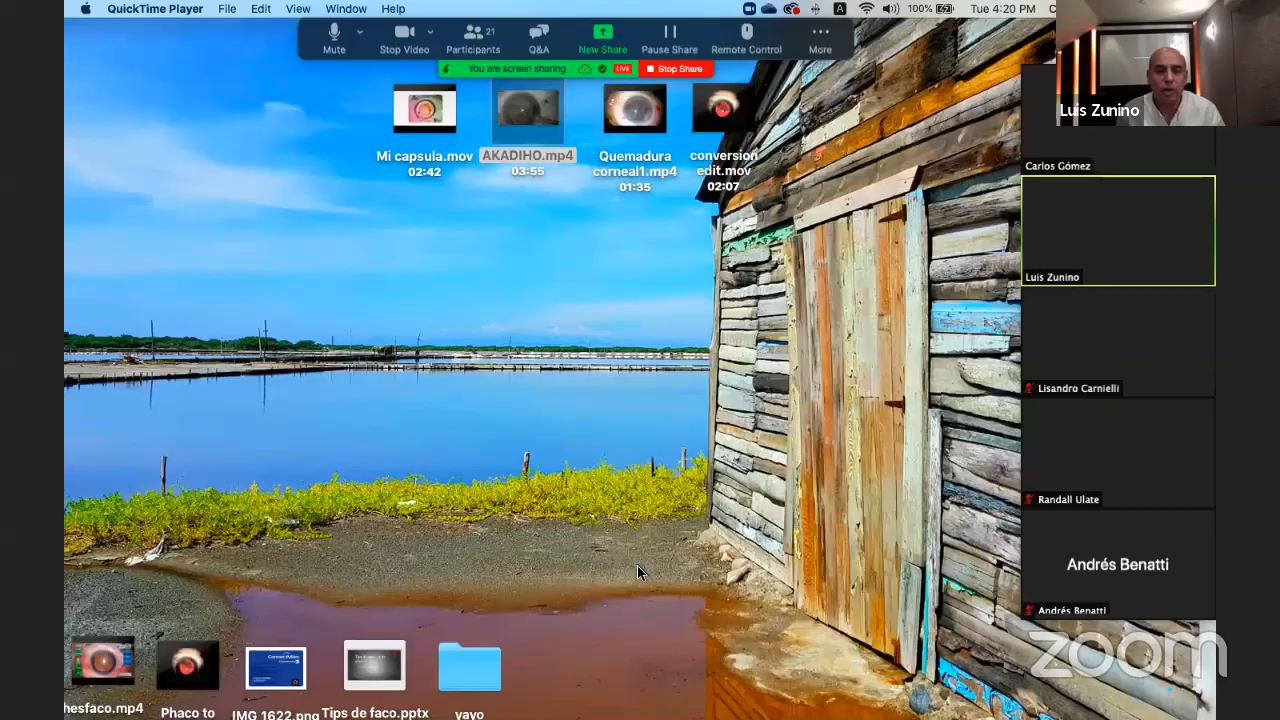 QuickTime Player File Edit View Window Help
A 100% Tue 4:20 PM
Mute Stop Video Participants 21 Q&A New Share Pause Share Remote Control More
You are screen sharing LIVE Stop Share
Luis Zunino
Mi capsula.mov
02:42
AKADIHO.mp4
03:55
Quemadura
corneal1.mp4
01:35
conversion
edit.mov
02:07
Carlos Gómez
Luis Zunino
Lisandro Carnielli
Randall Ulate
Andrés Benatti
Andrés Benatti
zoom
hesfaco.mp4
Phaco to
IMG 1622.png
Tips de faco.pptx
yayo